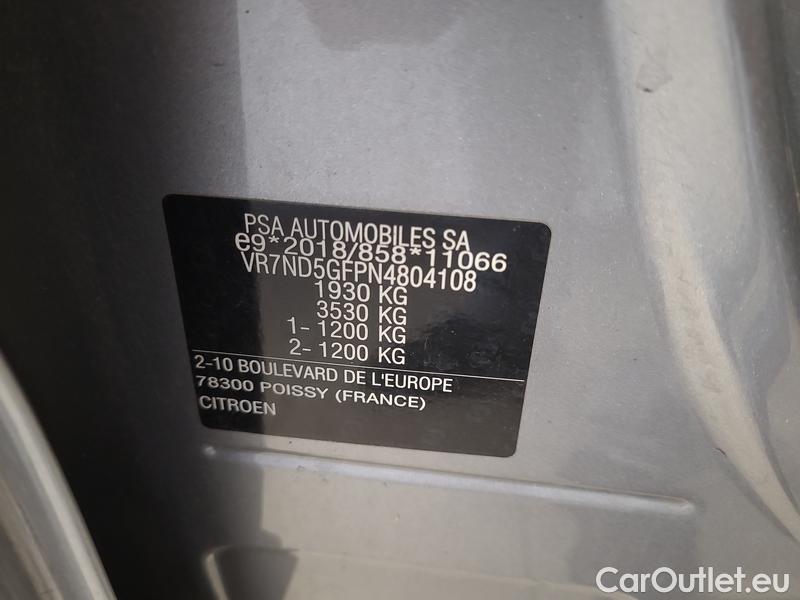 PSA AUTOMOBILES SA
e9*2018/858*11066
VR7ND5GFPN4804108
1930 KG
3530 KG
1- 1200 KG
2- 1200 KG
2-10 BOULEVARD DE L'EUROPE
78300 POISSY (FRANCE)
CITROEN
CarOutlet.eu